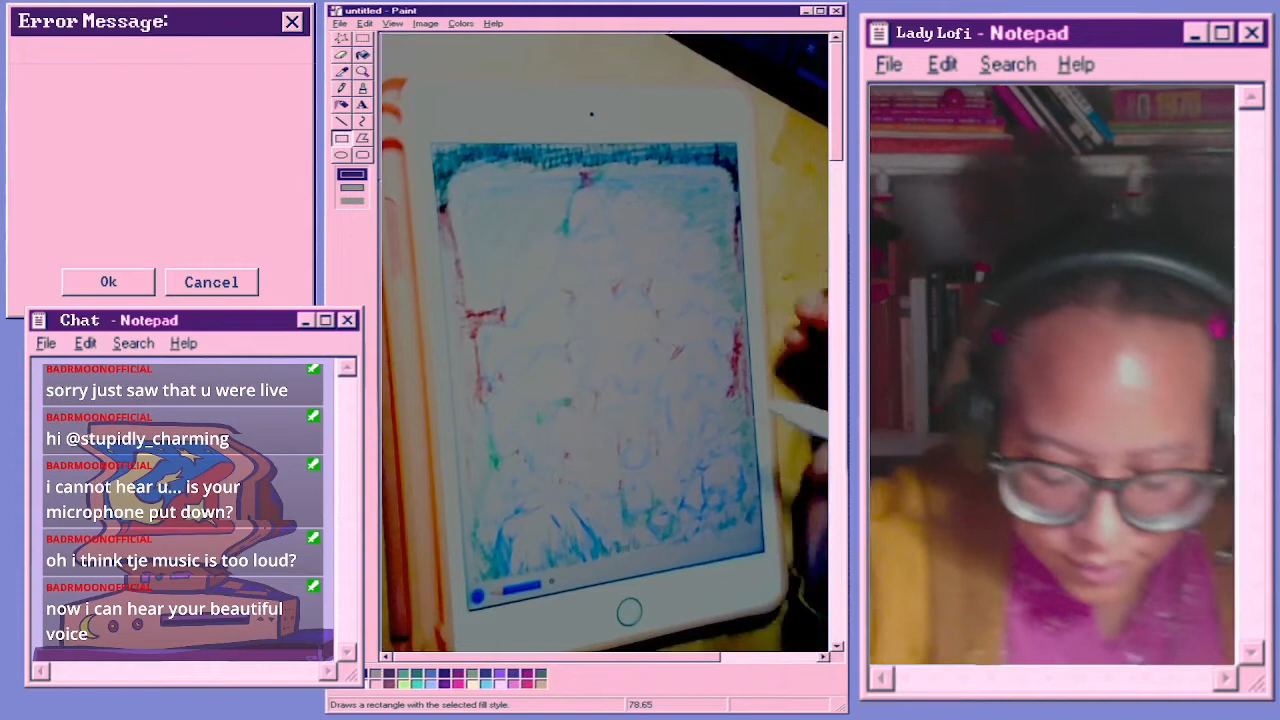 Error Message:
Ok
Cancel
Chat - Notepad
File Edit Search Help
BADRMOONOFFICIAL
sorry just saw that u were live
BADRMOONOFFICIAL
hi @stupidly_charming
BADRMOONOFFICIAL
i cannot hear u... is your
microphone put down?
BADRMOONOFFICIAL
oh i think tje music is too loud?
BADRMOONOFFICIAL
now i can hear your beautiful
voice
untitled - Paint
File Edit View Image Colors Help
A
Draws a rectangle with the selected fill style.
78.65
Lady Lofi - Notepad
File Edit Search Help